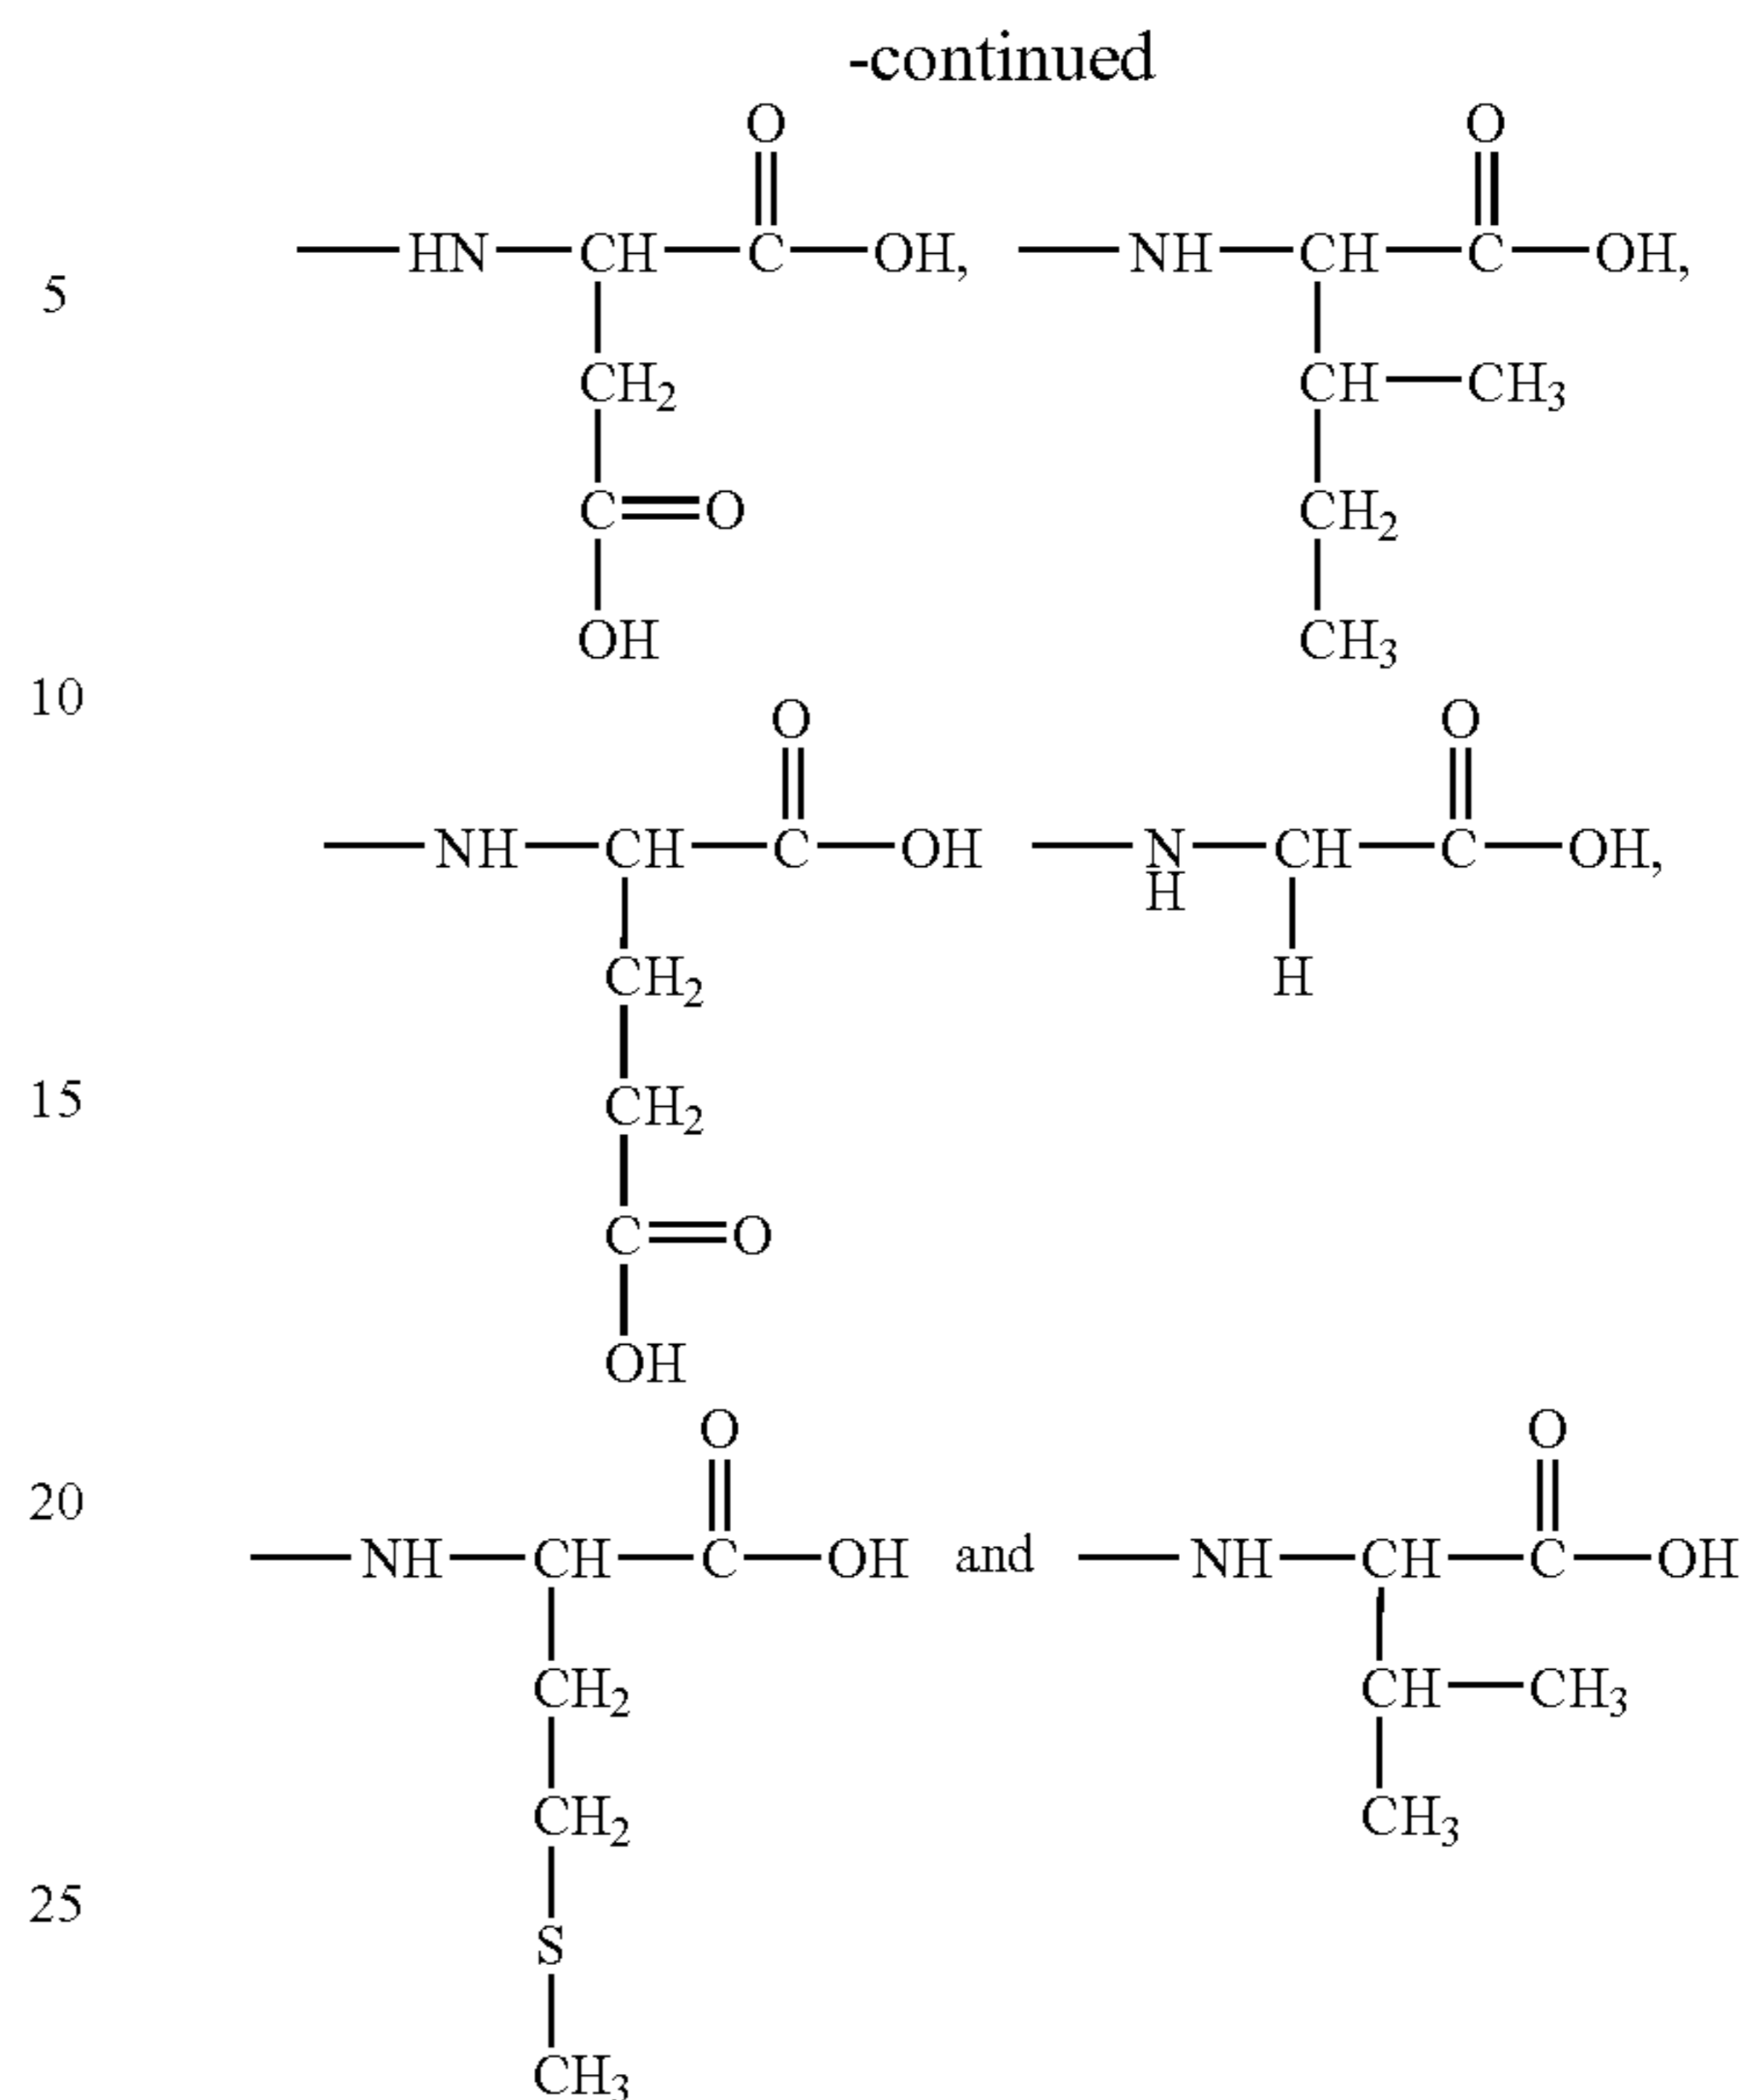 -continued
O O
HN CH C OH, NH CH C OH,
5
CH2 CH CH3
C O CH2
OH CH3
10
O O
NH CH C OH N CH C OH,
H
CH2 H
15 CH2
C O
OH
O O
20
NH CH C OH and NH CH C OH
CH2 CH CH3
CH2 CH3
25
S
CH3